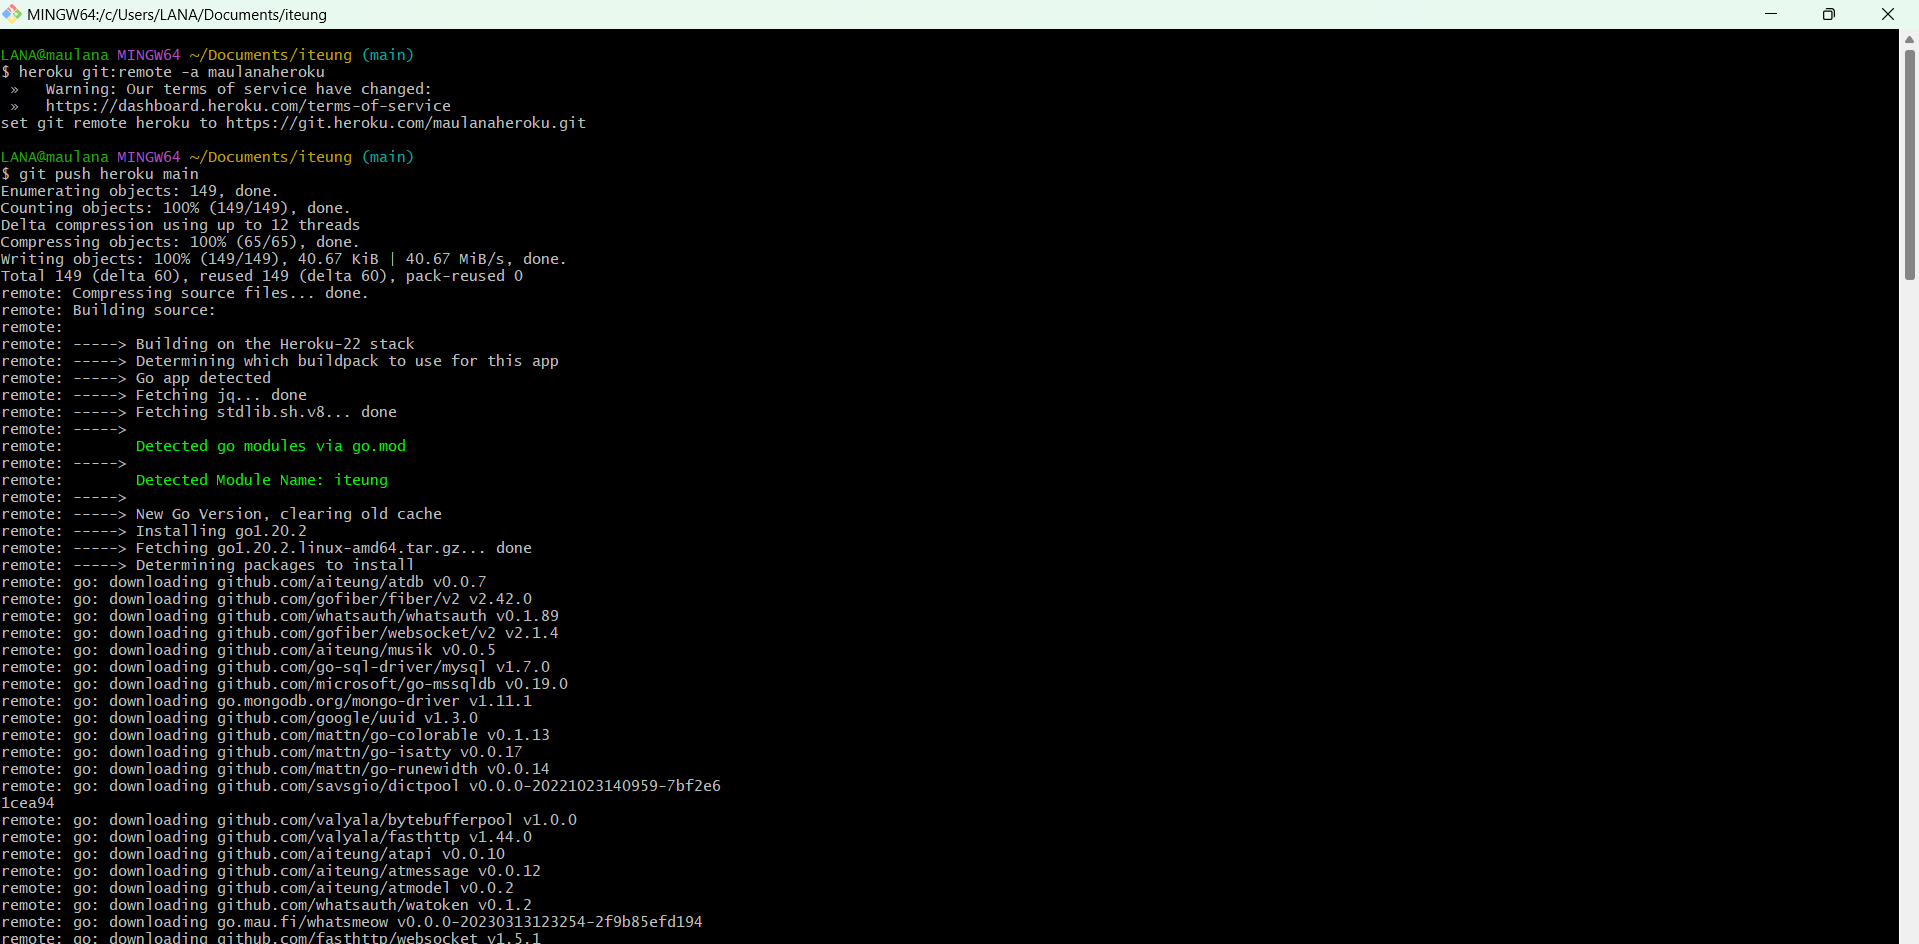 MINGW64:/c/Users/LANA/Documents/iteung
LANA@maulana MINGW64 ~/Documents/iteung (main)
$ heroku git:remote -a maulanaheroku
 »   Warning: Our terms of service have changed:
 »   https://dashboard.heroku.com/terms-of-service
set git remote heroku to https://git.heroku.com/maulanaheroku.git
LANA@maulana MINGW64 ~/Documents/iteung (main)
$ git push heroku main
Enumerating objects: 149, done.
Counting objects: 100% (149/149), done.
Delta compression using up to 12 threads
Compressing objects: 100% (65/65), done.
Writing objects: 100% (149/149), 40.67 KiB | 40.67 MiB/s, done.
Total 149 (delta 60), reused 149 (delta 60), pack-reused 0
remote: Compressing source files... done.
remote: Building source:
remote:
remote: -----> Building on the Heroku-22 stack
remote: -----> Determining which buildpack to use for this app
remote: -----> Go app detected
remote: -----> Fetching jq... done
remote: -----> Fetching stdlib.sh.v8... done
remote: ----->
remote:        Detected go modules via go.mod
remote: ----->
remote:        Detected Module Name: iteung
remote: ----->
remote: -----> New Go Version, clearing old cache
remote: -----> Installing go1.20.2
remote: -----> Fetching go1.20.2.linux-amd64.tar.gz... done
remote: -----> Determining packages to install
remote: go: downloading github.com/aiteung/atdb v0.0.7
remote: go: downloading github.com/gofiber/fiber/v2 v2.42.0
remote: go: downloading github.com/whatsauth/whatsauth v0.1.89
remote: go: downloading github.com/gofiber/websocket/v2 v2.1.4
remote: go: downloading github.com/aiteung/musik v0.0.5
remote: go: downloading github.com/go-sql-driver/mysql v1.7.0
remote: go: downloading github.com/microsoft/go-mssqldb v0.19.0
remote: go: downloading go.mongodb.org/mongo-driver v1.11.1
remote: go: downloading github.com/google/uuid v1.3.0
remote: go: downloading github.com/mattn/go-colorable v0.1.13
remote: go: downloading github.com/mattn/go-isatty v0.0.17
remote: go: downloading github.com/mattn/go-runewidth v0.0.14
remote: go: downloading github.com/savsgio/dictpool v0.0.0-20221023140959-7bf2e6
1cea94
remote: go: downloading github.com/valyala/bytebufferpool v1.0.0
remote: go: downloading github.com/valyala/fasthttp v1.44.0
remote: go: downloading github.com/aiteung/atapi v0.0.10
remote: go: downloading github.com/aiteung/atmessage v0.0.12
remote: go: downloading github.com/aiteung/atmodel v0.0.2
remote: go: downloading github.com/whatsauth/watoken v0.1.2
remote: go: downloading go.mau.fi/whatsmeow v0.0.0-20230313123254-2f9b85efd194
remote: go: downloading github.com/fasthttp/websocket v1.5.1